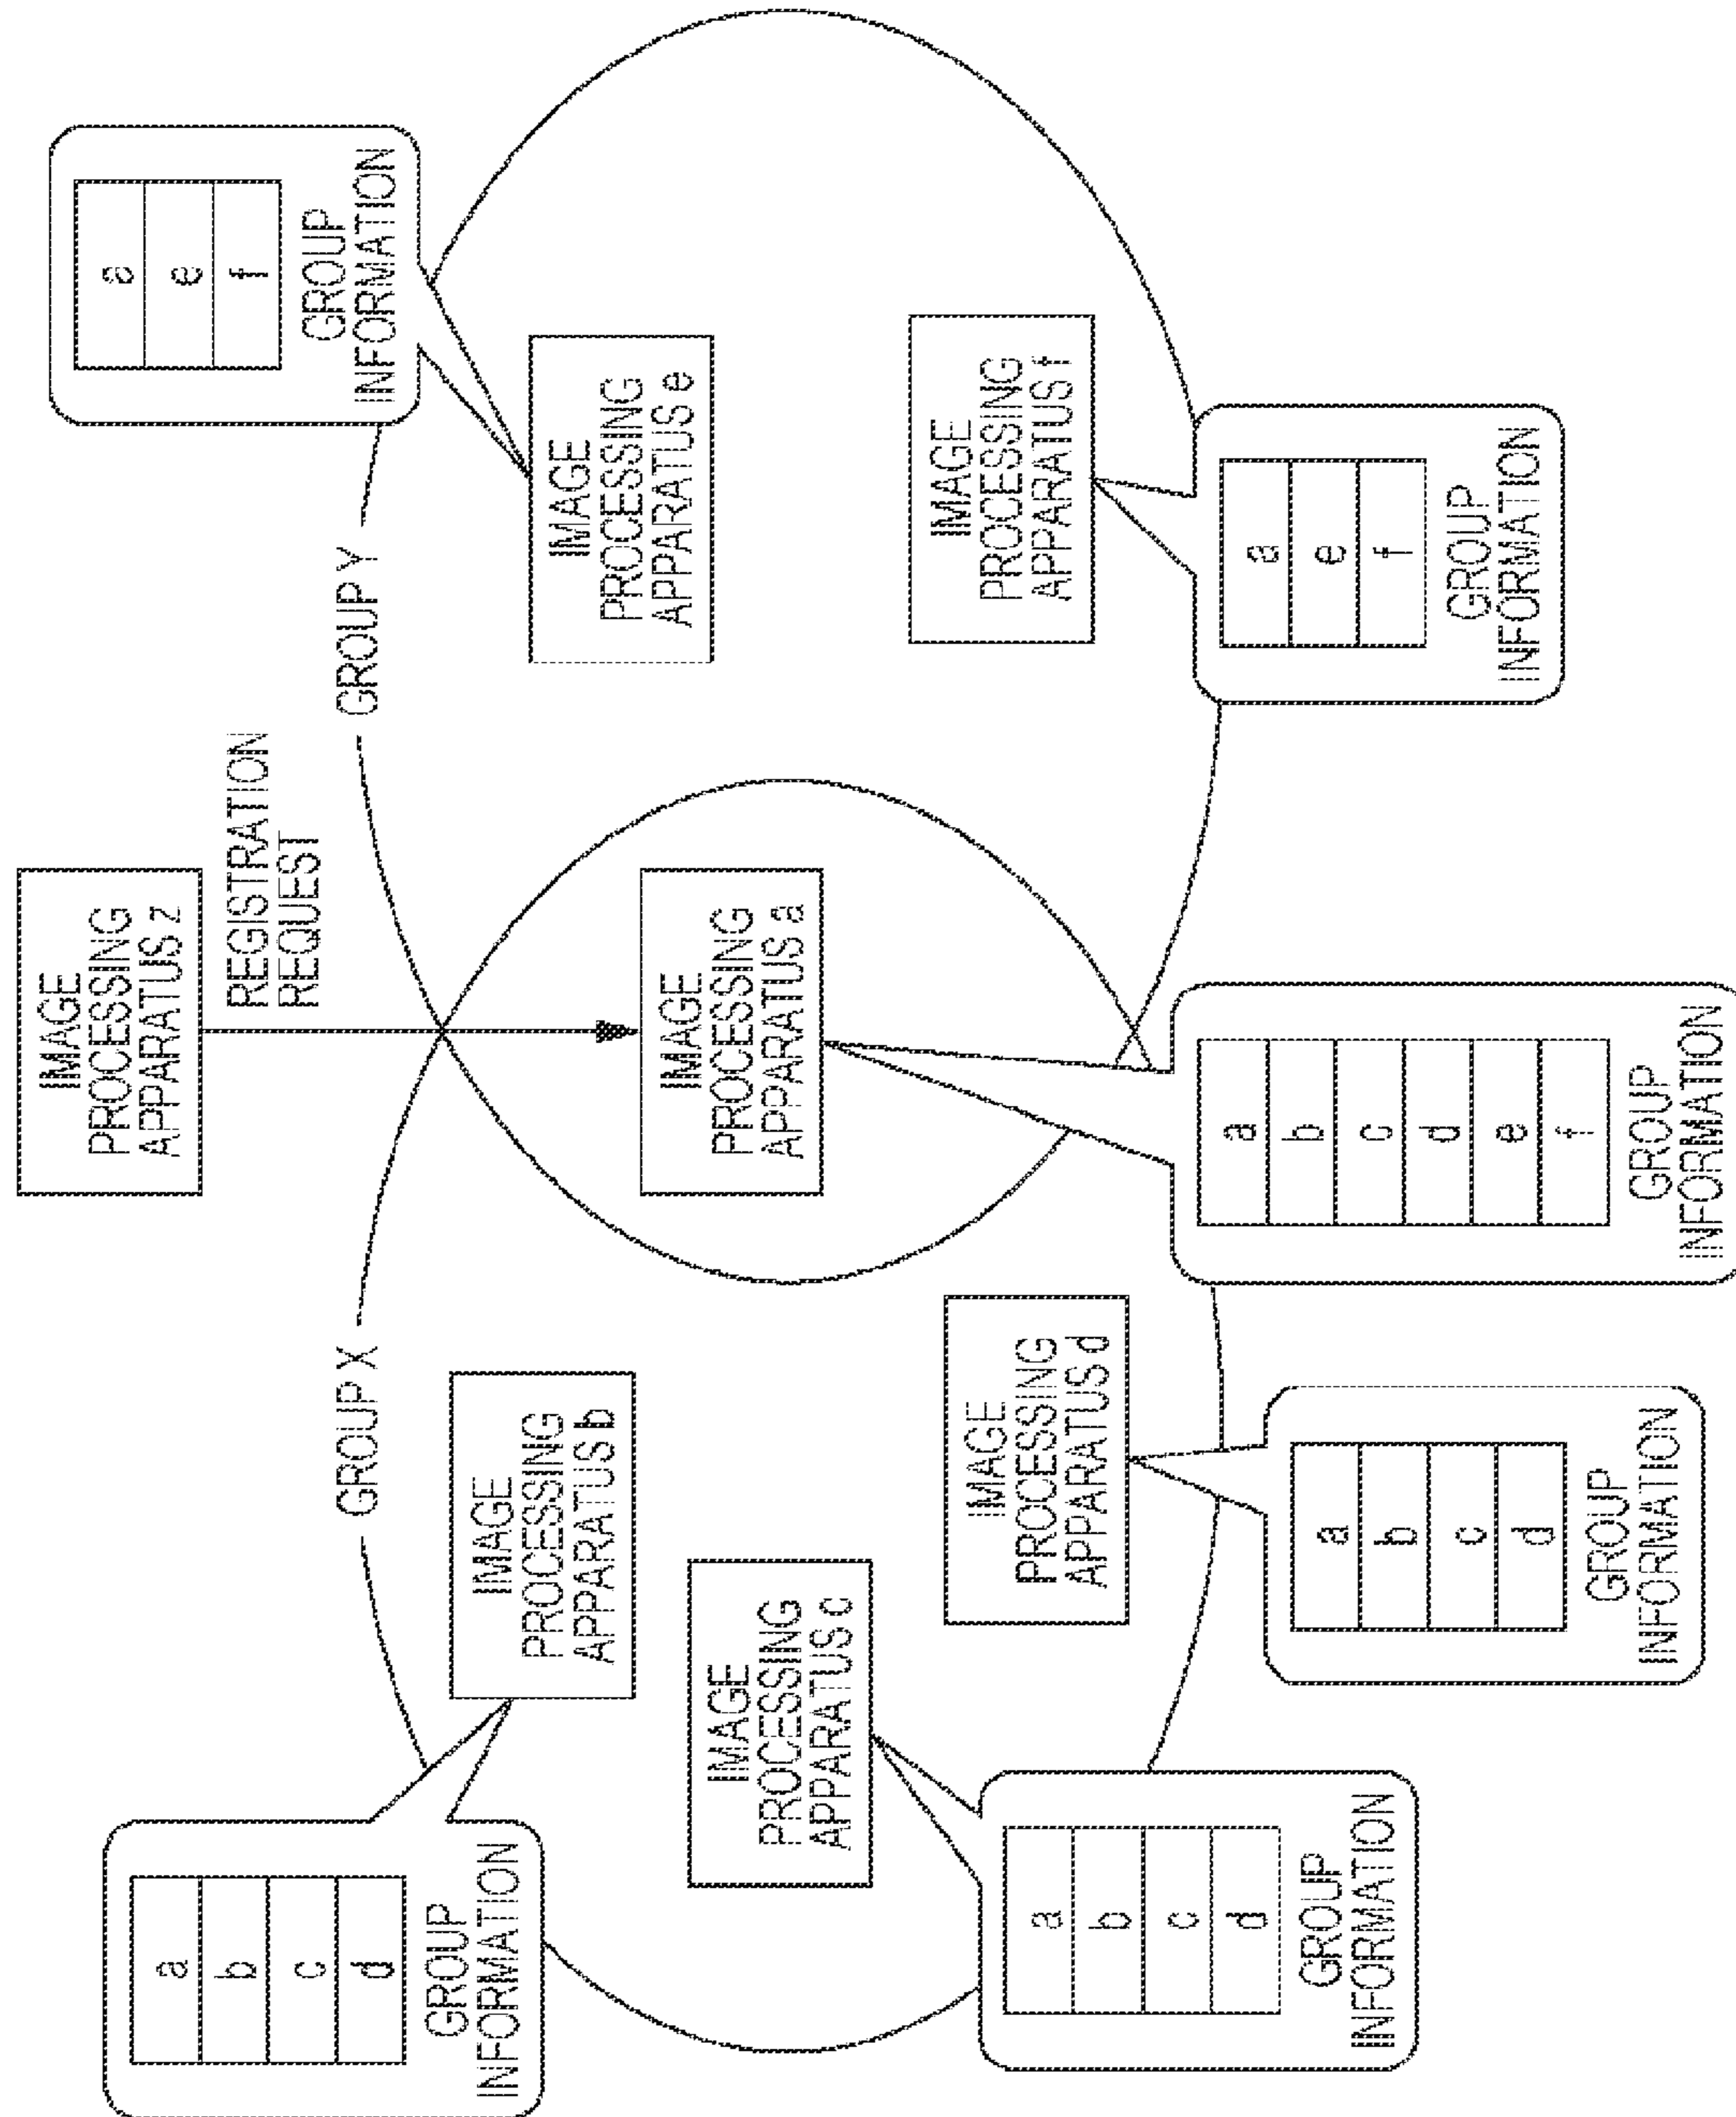 IMAGE
PROCESSING
APPARATUS z
REGISTRATION
REQUEST
GROUP X
GROUP Y
a
b
c
d
GROUP
INFORMATION
IMAGE
PROCESSING
APPARATUS b
IMAGE
PROCESSING
APPARATUS c
a
b
c
d
GROUP
INFORMATION
IMAGE
PROCESSING
APPARATUS d
a
b
c
d
GROUP
INFORMATION
IMAGE
PROCESSING
APPARATUS a
a
b
c
d
e
f
GROUP
INFORMATION
a
e
f
GROUP
INFORMATION
IMAGE
PROCESSING
APPARATUS e
IMAGE
PROCESSING
APPARATUS f
a
e
f
GROUP
INFORMATION